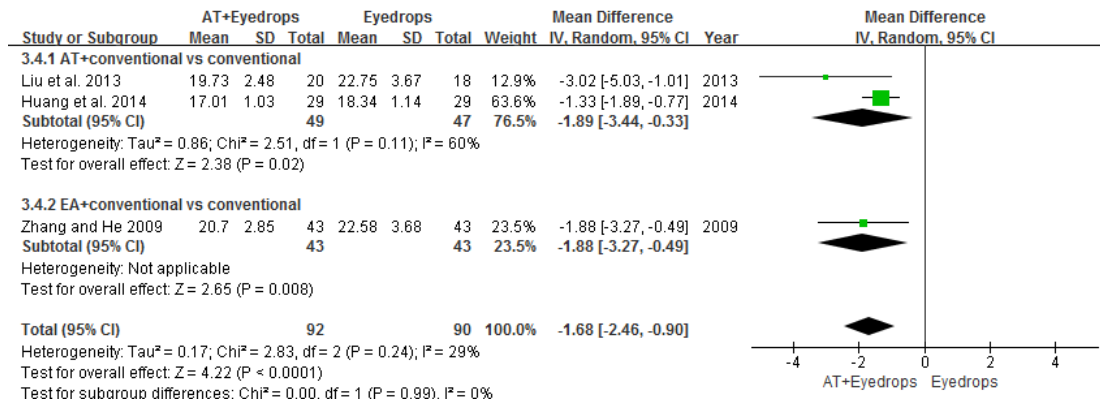 AT+Eyedrops Eyedrops Mean Difference Mean Difference
Study or Subgroup Mean SD Total Mean SD Total Weight IV, Random, 95% CI Year IV, Random, 95% CI
3.4.1 AT+conventional vs conventional
Liu et al. 2013 19.73 2.48 20 22.75 3.67 18 12.9% -3.02 [-5.03, -1.01] 2013
Huang et al. 2014 17.01 1.03 29 18.34 1.14 29 63.6% -1.33 [-1.89, -0.77] 2014
Subtotal (95% CI) 49 47 76.5% -1.89 [-3.44, -0.33]
Heterogeneity: Tau² = 0.86; Chi² = 2.51, df = 1 (P = 0.11); I² = 60%
Test for overall effect: Z = 2.38 (P = 0.02)
3.4.2 EA+conventional vs conventional
Zhang and He 2009 20.7 2.85 43 22.58 3.68 43 23.5% -1.88 [-3.27, -0.49] 2009
Subtotal (95% CI) 43 43 23.5% -1.88 [-3.27, -0.49]
Heterogeneity: Not applicable
Test for overall effect: Z = 2.65 (P = 0.008)
Total (95% CI) 92 90 100.0% -1.68 [-2.46, -0.90]
Heterogeneity: Tau² = 0.17; Chi² = 2.83, df = 2 (P = 0.24); I² = 29%
Test for overall effect: Z = 4.22 (P < 0.0001)
Test for subgroup differences: Chi² = 0.00, df = 1 (P = 0.99), I² = 0%
-4 -2 0 2 4
AT+Eyedrops Eyedrops